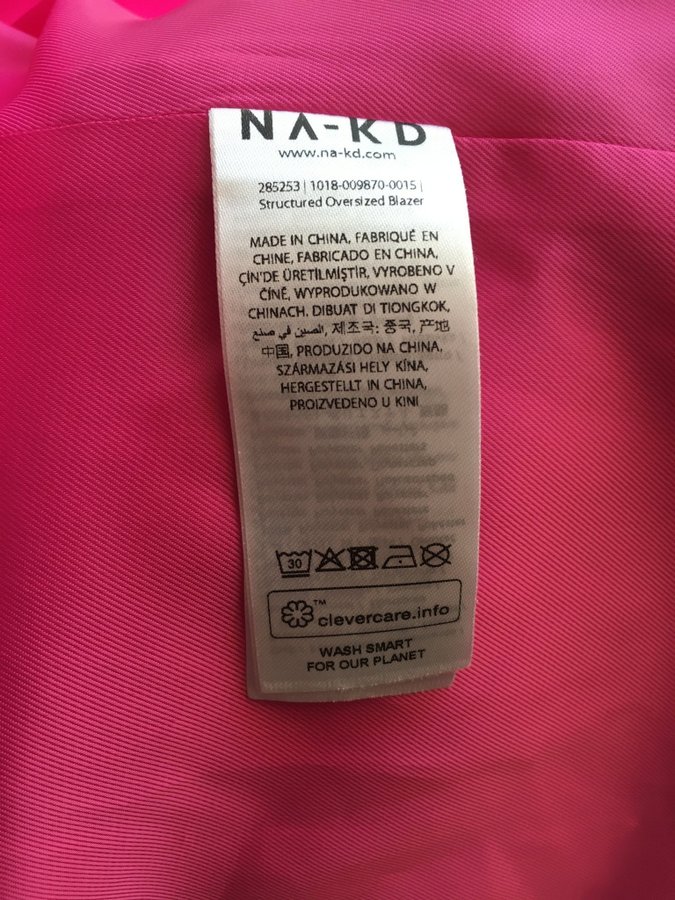 NA-KD
www.na-kd.com
285253 | 1018-009870-0015 |
Structured Oversized Blazer
MADE IN CHINA, FABRIQUÉ EN
CHINE, FABRICADO EN CHINA,
ÇİN'DE ÜRETİLMİŞTİR, VYROBENO V
ČÍNĚ, WYPRODUKOWANO W
CHINACH. DIBUAT DI TIONGKOK,
الصين في صنع, 제조국: 중국, 产地
中国, PRODUZIDO NA CHINA,
SZÁRMAZÁSI HELY KÍNA,
HERGESTELLT IN CHINA,
PROIZVEDENO U KINI
30
™
clevercare.info
WASH SMART
FOR OUR PLANET